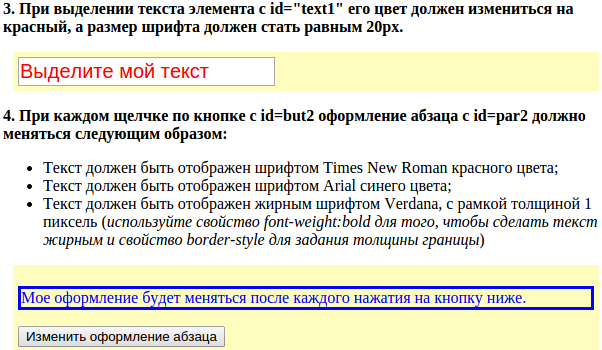 3. При выделении текста элемента с id="text1" его цвет должен измениться на
красный, а размер шрифта должен стать равным 20px.
Выделите мой текст
4. При каждом щелчке по кнопке с id=but2 оформление абзаца с id=par2 должно
меняться следующим образом:
• Текст должен быть отображен шрифтом Times New Roman красного цвета;
• Текст должен быть отображен шрифтом Arial синего цвета;
• Текст должен быть отображен жирным шрифтом Verdana, с рамкой толщиной 1
пиксель (используйте свойство font-weight:bold для того, чтобы сделать текст
жирным и свойство border-style для задания толщины границы)
Мое оформление будет меняться после каждого нажатия на кнопку ниже.
Изменить оформление абзаца